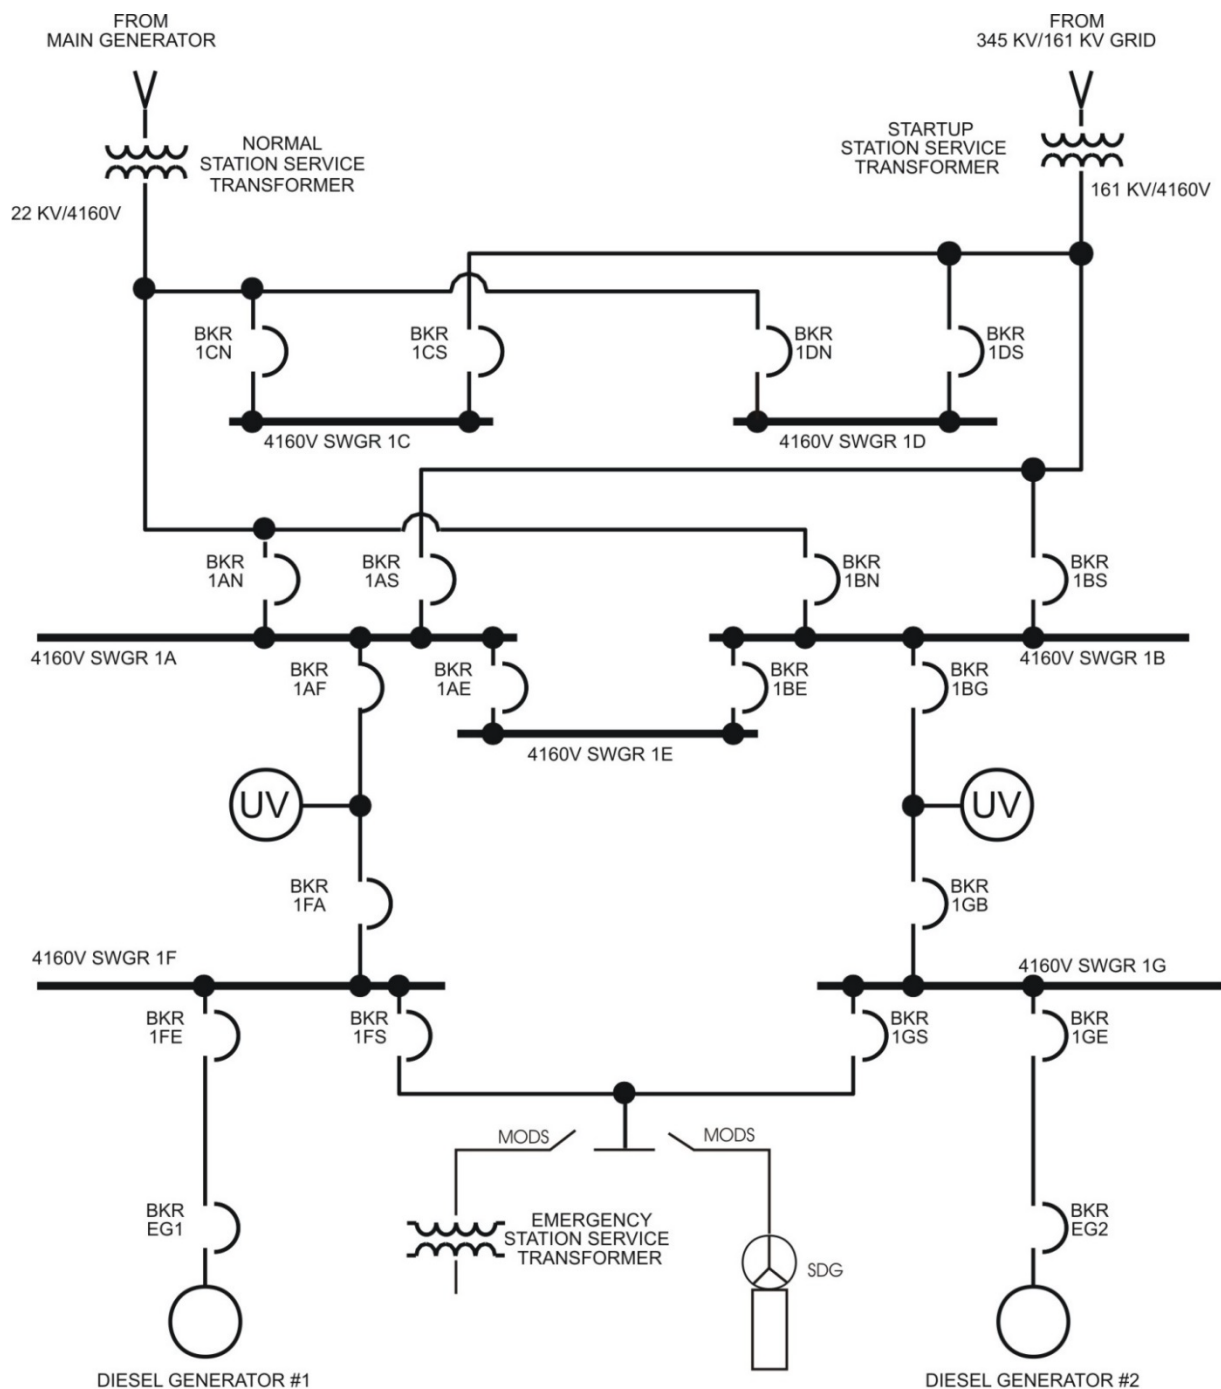 FROM
MAIN GENERATOR
FROM
345 KV/161 KV GRID
NORMAL
STATION SERVICE
TRANSFORMER
STARTUP
STATION SERVICE
TRANSFORMER
22 KV/4160V
161 KV/4160V
BKR
1CN
BKR
1CS
BKR
1DN
BKR
1DS
4160V SWGR 1C
4160V SWGR 1D
BKR
1AN
BKR
1AS
BKR
1BN
BKR
1BS
4160V SWGR 1A
4160V SWGR 1B
BKR
1AF
BKR
1AE
BKR
1BE
BKR
1BG
4160V SWGR 1E
UV
UV
BKR
1FA
BKR
1GB
4160V SWGR 1F
4160V SWGR 1G
BKR
1FE
BKR
1FS
BKR
1GS
BKR
1GE
MODS
MODS
BKR
EG1
EMERGENCY
STATION SERVICE
TRANSFORMER
SDG
BKR
EG2
DIESEL GENERATOR #1
DIESEL GENERATOR #2